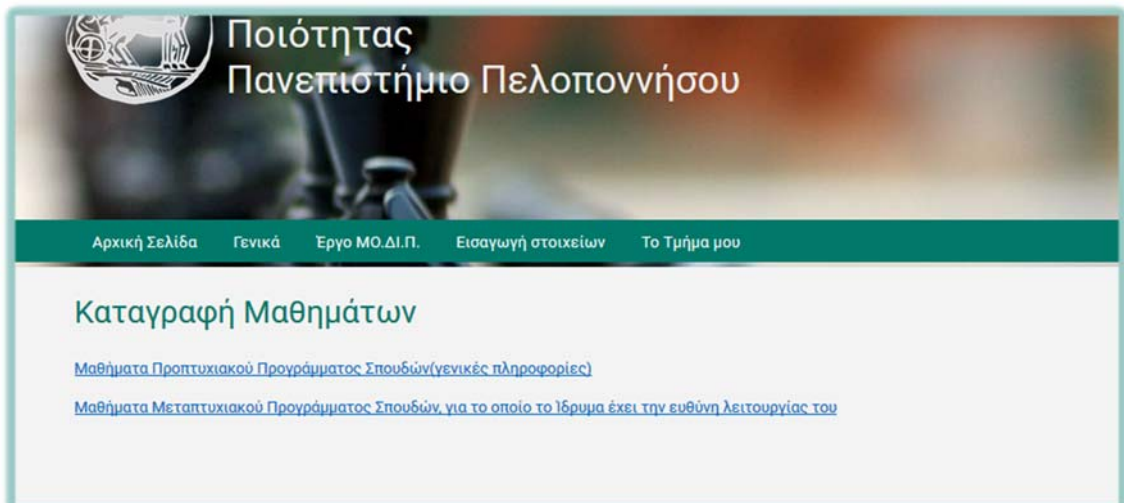 Ποιότητας
Πανεπιστήμιο Πελοποννήσου
Αρχική Σελίδα Γενικά Έργο ΜΟ.ΔΙ.Π. Εισαγωγή στοιχείων Το Τμήμα μου
Καταγραφή Μαθημάτων
Μαθήματα Προπτυχιακού Προγράμματος Σπουδών(γενικές πληροφορίες)
Μαθήματα Μεταπτυχιακού Προγράμματος Σπουδών, για το οποίο το Ίδρυμα έχει την ευθύνη λειτουργίας του